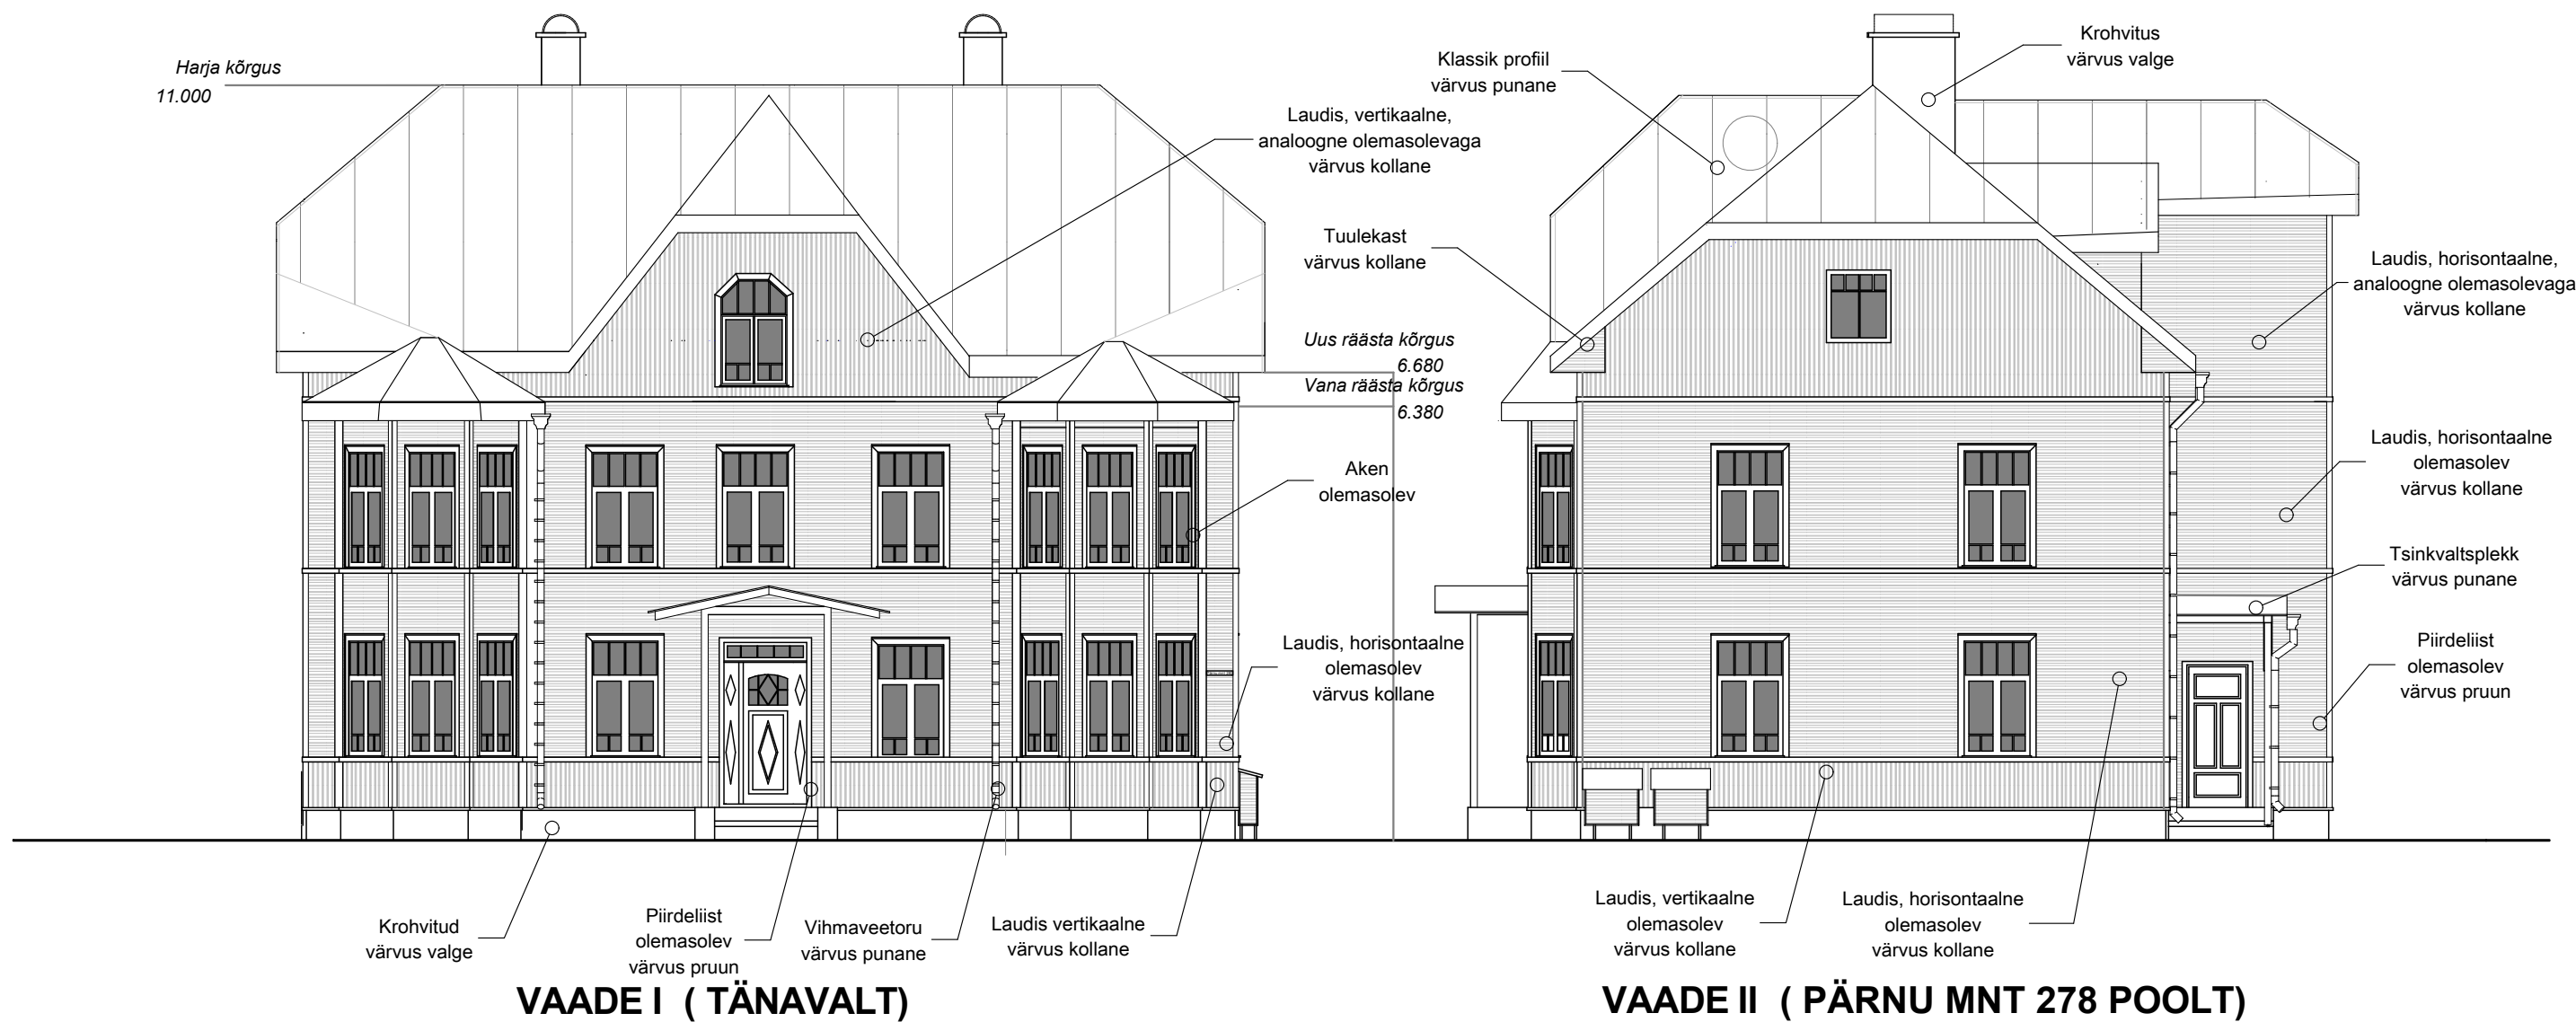 Harja kõrgus
11.000
Laudis, vertikaalne,
analoogne olemasolevaga
värvus kollane
Uus räästa kõrgus
6.680
Vana räästa kõrgus
6.380
Aken
olemasolev
Laudis, horisontaalne
olemasolev
värvus kollane
Krohvitud
värvus valge
Piirdeliist
olemasolev
värvus pruun
Vihmaveetoru
värvus punane
Laudis vertikaalne
värvus kollane
VAADE I ( TÄNAVALT)
Klassik profiil
värvus punane
Krohvitus
värvus valge
Tuulekast
värvus kollane
Laudis, horisontaalne,
analoogne olemasolevaga
värvus kollane
Laudis, horisontaalne
olemasolev
värvus kollane
Tsinkvaltsplekk
värvus punane
Piirdeliist
olemasolev
värvus pruun
Laudis, vertikaalne
olemasolev
värvus kollane
Laudis, horisontaalne
olemasolev
värvus kollane
VAADE II ( PÄRNU MNT 278 POOLT)